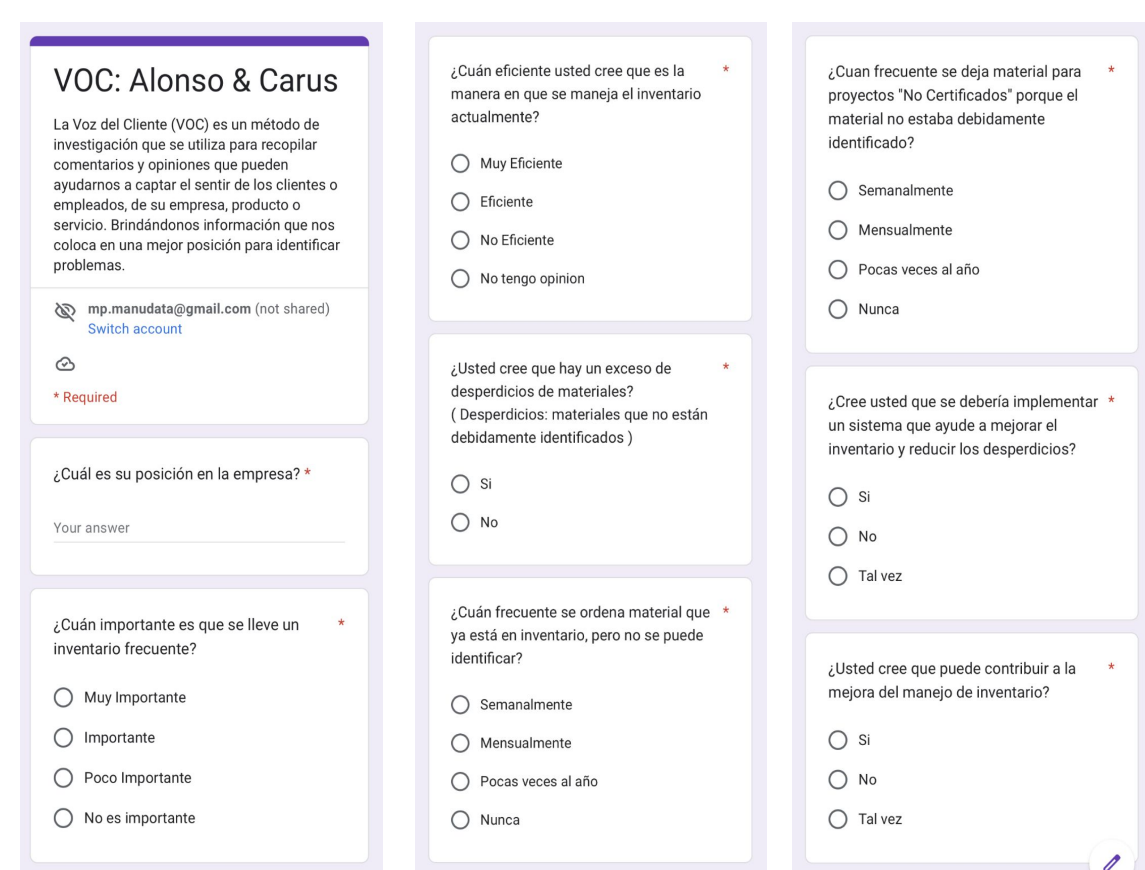 VOC: Alonso & Carus
La Voz del Cliente (VOC) es un método de
investigación que se utiliza para recopilar
comentarios y opiniones que pueden
ayudarnos a captar el sentir de los clientes o
empleados, de su empresa, producto o
servicio. Brindándonos información que nos
coloca en una mejor posición para identificar
problemas.
mp.manudata@gmail.com (not shared)
Switch account
* Required
¿Cuál es su posición en la empresa? *
Your answer
¿Cuán importante es que se lleve un *
inventario frecuente?
Muy Importante
Importante
Poco Importante
No es importante
¿Cuán eficiente usted cree que es la *
manera en que se maneja el inventario
actualmente?
Muy Eficiente
Eficiente
No Eficiente
No tengo opinion
¿Usted cree que hay un exceso de *
desperdicios de materiales?
( Desperdicios: materiales que no están
debidamente identificados )
Si
No
¿Cuán frecuente se ordena material que *
ya está en inventario, pero no se puede
identificar?
Semanalmente
Mensualmente
Pocas veces al año
Nunca
¿Cuan frecuente se deja material para *
proyectos "No Certificados" porque el
material no estaba debidamente
identificado?
Semanalmente
Mensualmente
Pocas veces al año
Nunca
¿Cree usted que se debería implementar *
un sistema que ayude a mejorar el
inventario y reducir los desperdicios?
Si
No
Tal vez
¿Usted cree que puede contribuir a la *
mejora del manejo de inventario?
Si
No
Tal vez